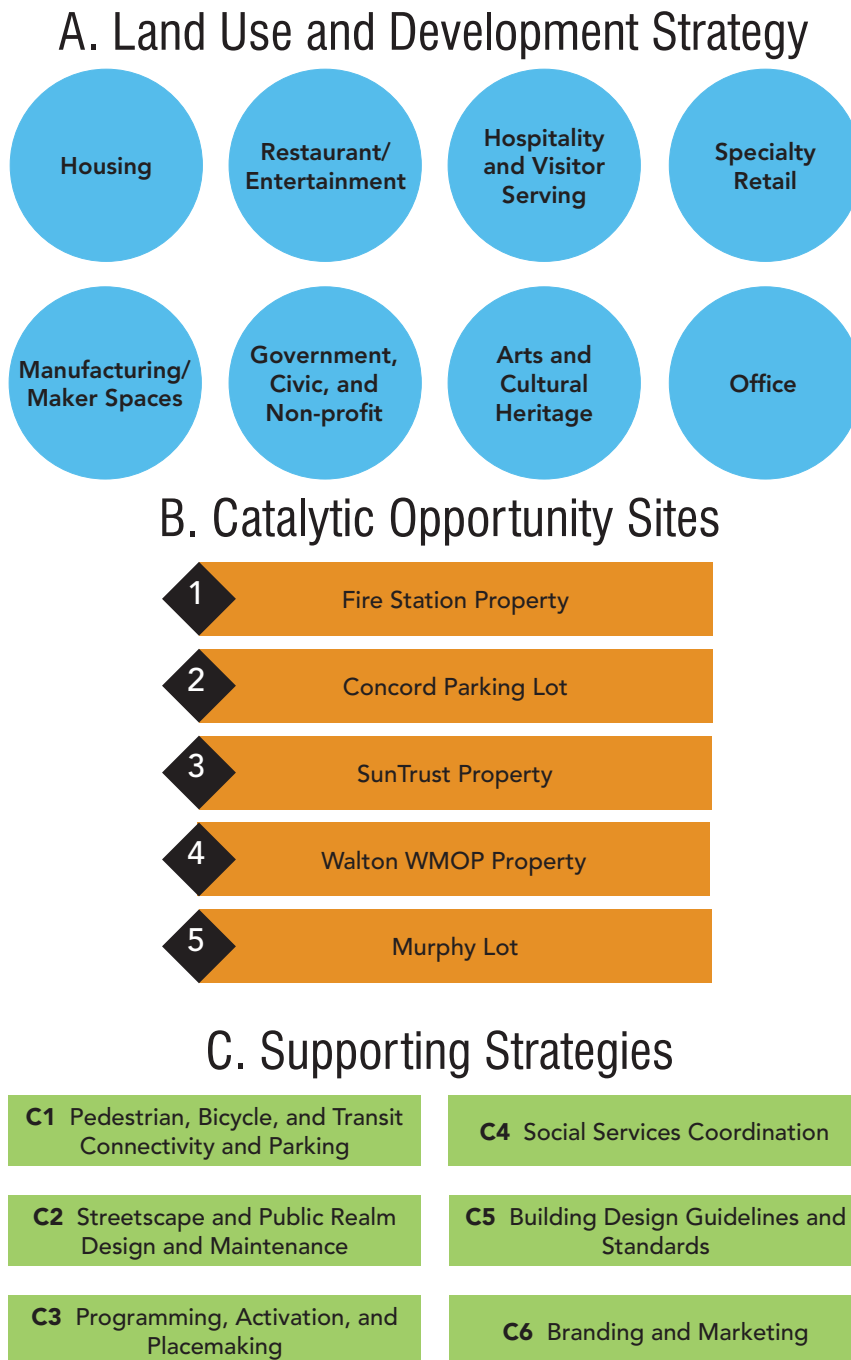 A. Land Use and Development Strategy
Housing
Restaurant/
Entertainment
Hospitality
and Visitor
Serving
Specialty
Retail
Manufacturing/
Maker Spaces
Government,
Civic, and
Non-profit
Arts and
Cultural
Heritage
Office
B. Catalytic Opportunity Sites
1 Fire Station Property
2 Concord Parking Lot
3 SunTrust Property
4 Walton WMOP Property
5 Murphy Lot
C. Supporting Strategies
C1 Pedestrian, Bicycle, and Transit
Connectivity and Parking
C4 Social Services Coordination
C2 Streetscape and Public Realm
Design and Maintenance
C5 Building Design Guidelines and
Standards
C3 Programming, Activation, and
Placemaking
C6 Branding and Marketing